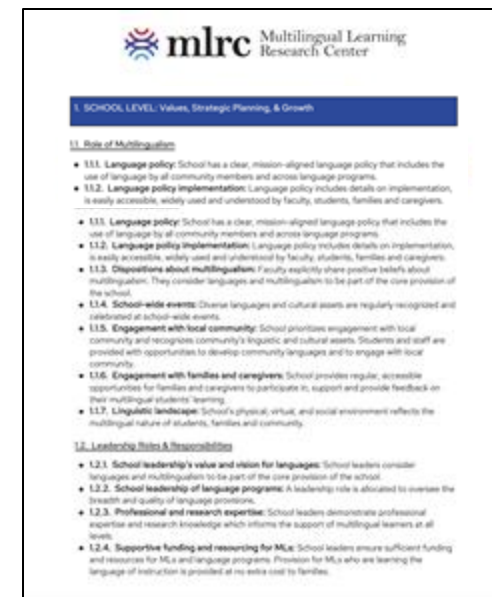 mlrc Multilingual Learning
Research Center
1. SCHOOL LEVEL: Values, Strategic Planning, & Growth
1.1. Role of Multilingualism
• 1.1.1. Language policy: School has a clear, mission-aligned language policy that includes the
use of language by all community members and across language programs.
• 1.1.2. Language policy implementation: Language policy includes details on implementation,
is easily accessible, widely used and understood by faculty, students, families and caregivers.
• 1.1.1. Language policy: School has a clear, mission-aligned language policy that includes the
use of language by all community members and across language programs.
• 1.1.2. Language policy implementation: Language policy includes details on implementation,
is easily accessible, widely used and understood by faculty, students, families and caregivers.
• 1.1.3. Dispositions about multilingualism: Faculty explicitly share positive beliefs about
multilingualism. They consider languages and multilingualism to be part of the core provision of
the school.
• 1.1.4. School-wide events: Diverse languages and cultural assets are regularly recognized and
celebrated at school-wide events.
• 1.1.5. Engagement with local community: School prioritizes engagement with local
community and recognizes community's linguistic and cultural assets. Students and staff are
provided with opportunities to develop community languages and to engage with local
community.
• 1.1.6. Engagement with families and caregivers: School provides regular, accessible
opportunities for families and caregivers to participate in, support and provide feedback on
their multilingual students' learning.
• 1.1.7. Linguistic landscape: School's physical, virtual, and social environment reflects the
multilingual nature of students, families and community.
1.2. Leadership Roles & Responsibilities
• 1.2.1. School leadership's value and vision for languages: School leaders consider
languages and multilingualism to be part of the core provision of the school.
• 1.2.2. School leadership of language programs: A leadership role is allocated to oversee the
breadth and quality of language provisions.
• 1.2.3. Professional and research expertise: School leaders demonstrate professional
expertise and research knowledge which informs the support of multilingual learners at all
levels.
• 1.2.4. Supportive funding and resourcing for MLs: School leaders ensure sufficient funding
and resources for MLs and language programs. Provision for MLs who are learning the
language of instruction is provided at no extra cost to families.